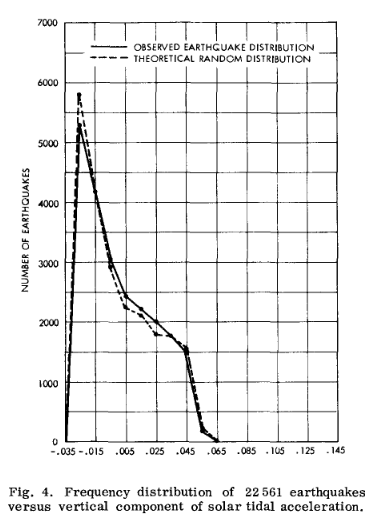 7000
OBSERVED EARTHQUAKE DISTRIBUTION
THEORETICAL RANDOM DISTRIBUTION
6000
5000
4000
3000
2000
1000
0
NUMBER OF EARTHQUAKES
-.035 -.015 .005 .025 .045 .065 .085 .105 .125 .145
Fig. 4. Frequency distribution of 22 561 earthquakes
versus vertical component of solar tidal acceleration.